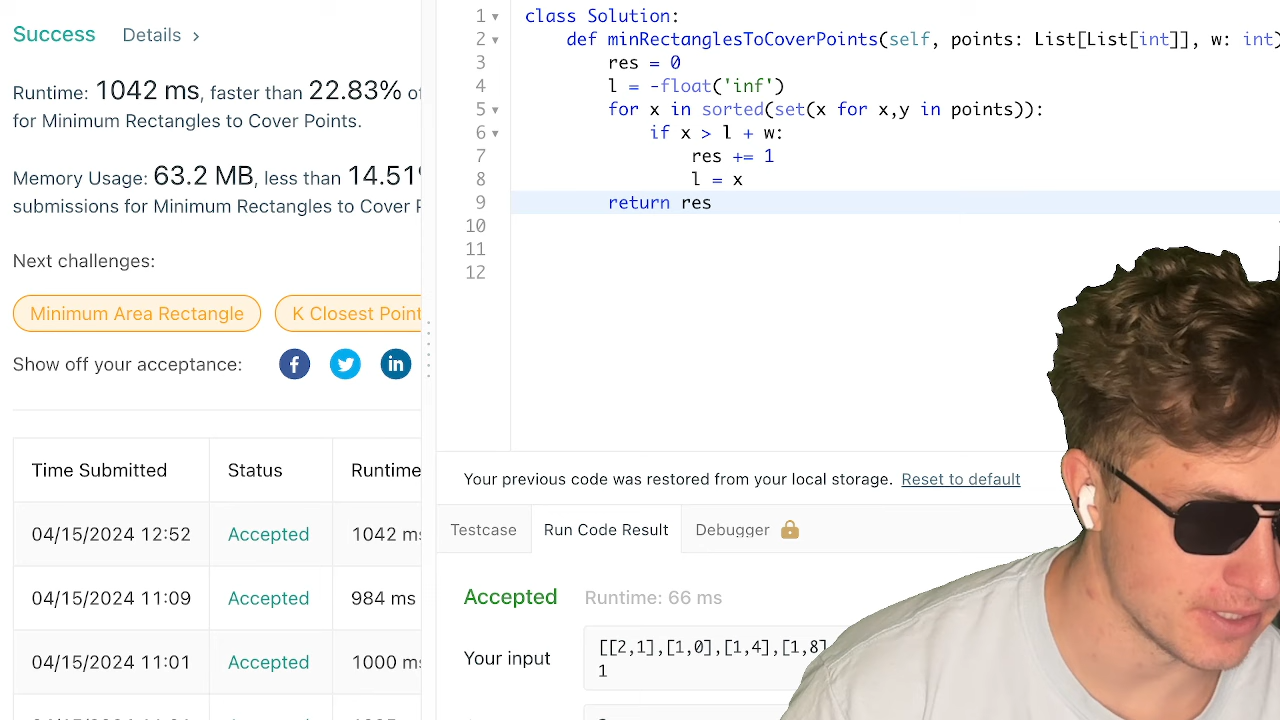 Success Details >
Runtime: 1042 ms, faster than 22.83%
for Minimum Rectangles to Cover Points.
Memory Usage: 63.2 MB, less than 14.51%
submissions for Minimum Rectangles to Cover
Next challenges:
Minimum Area Rectangle K Closest Point
Show off your acceptance:
Time Submitted Status Runtime
04/15/2024 12:52 Accepted 1042 ms
04/15/2024 11:09 Accepted 984 ms
04/15/2024 11:01 Accepted 1000 ms
1 class Solution:
2 def minRectanglesToCoverPoints(self, points: List[List[int]], w: int)
3 res = 0
4 l = -float('inf')
5 for x in sorted(set(x for x,y in points)):
6 if x > l + w:
7 res += 1
8 l = x
9 return res
10
11
12
Your previous code was restored from your local storage. Reset to default
Testcase Run Code Result Debugger
Accepted Runtime: 66 ms
Your input [[2,1],[1,0],[1,4],[1,8]
1